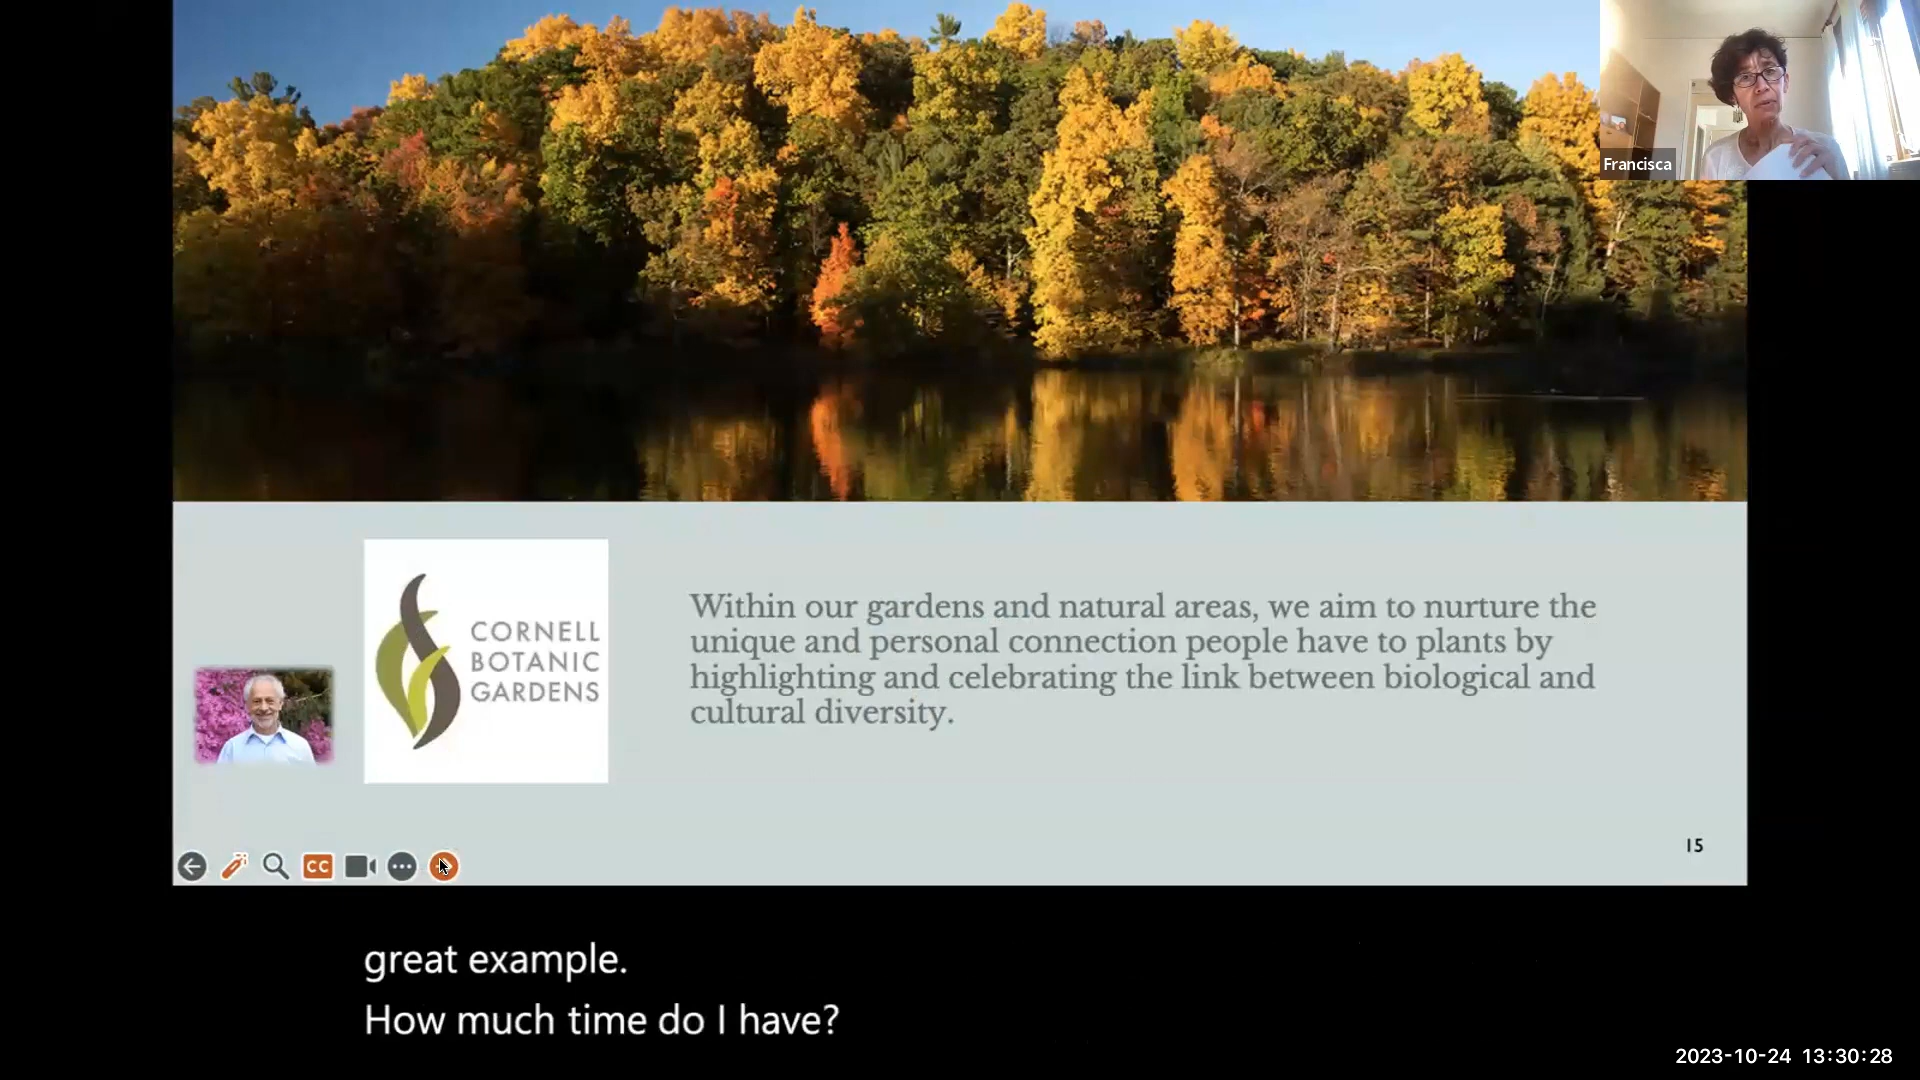 Francisca
CORNELL
BOTANIC
GARDENS
Within our gardens and natural areas, we aim to nurture the
unique and personal connection people have to plants by
highlighting and celebrating the link between biological and
cultural diversity.
15
CC
great example.
How much time do I have?
2023-10-24 13:30:28